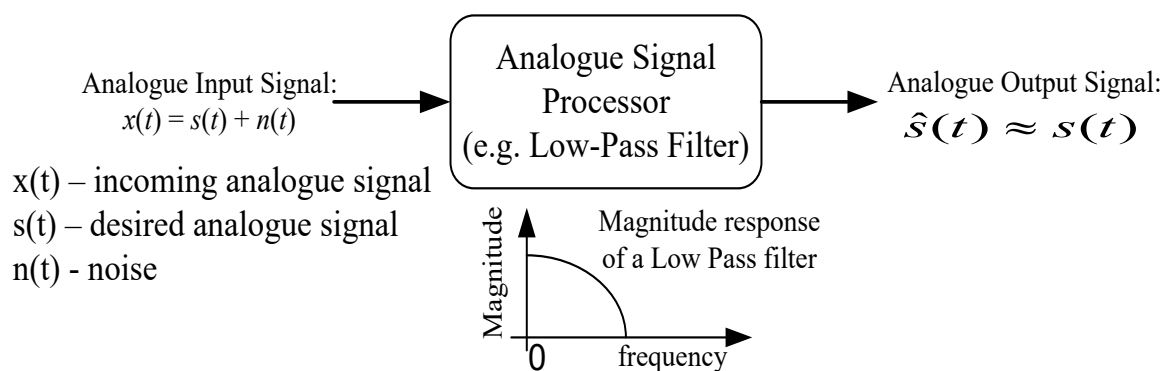 Analogue Input Signal:
x(t) = s(t) + n(t)
x(t) – incoming analogue signal
s(t) – desired analogue signal
n(t) - noise
Analogue Signal
Processor
(e.g. Low-Pass Filter)
Analogue Output Signal:
ŝ(t) ≈ s(t)
Magnitude
Magnitude response
of a Low Pass filter
0
frequency